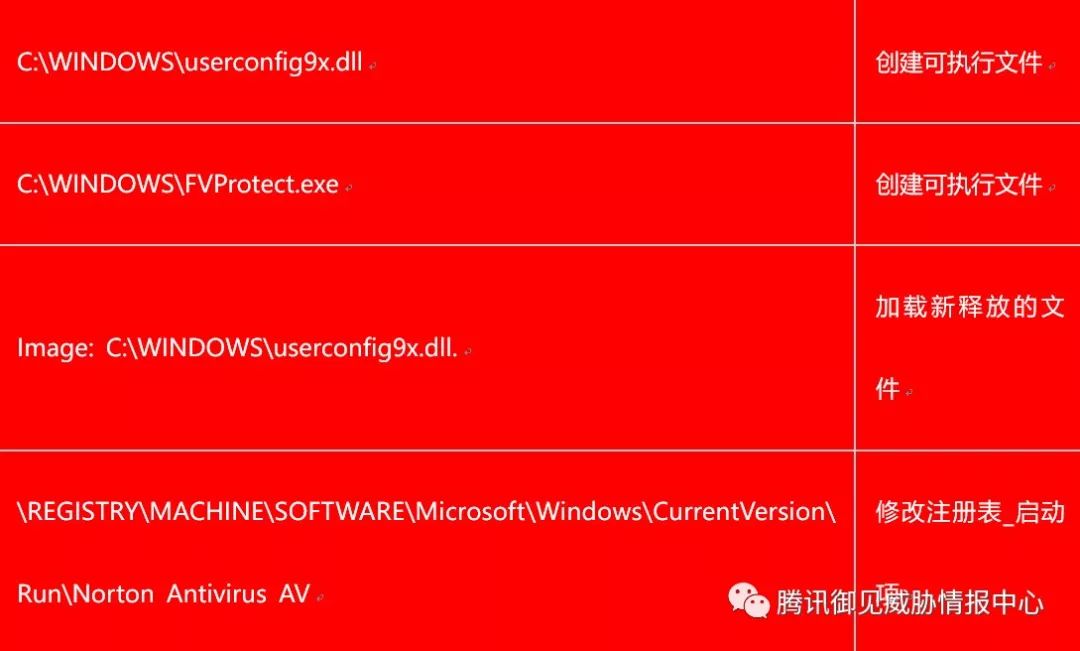 C:\WINDOWS\userconfig9x.dll
创建可执行文件
C:\WINDOWS\FVProtect.exe
创建可执行文件
Image: C:\WINDOWS\userconfig9x.dll.
加载新释放的文
件
\REGISTRY\MACHINE\SOFTWARE\Microsoft\Windows\CurrentVersion\
Run\Norton Antivirus AV
修改注册表_启动
项
腾讯御见威胁情报中心